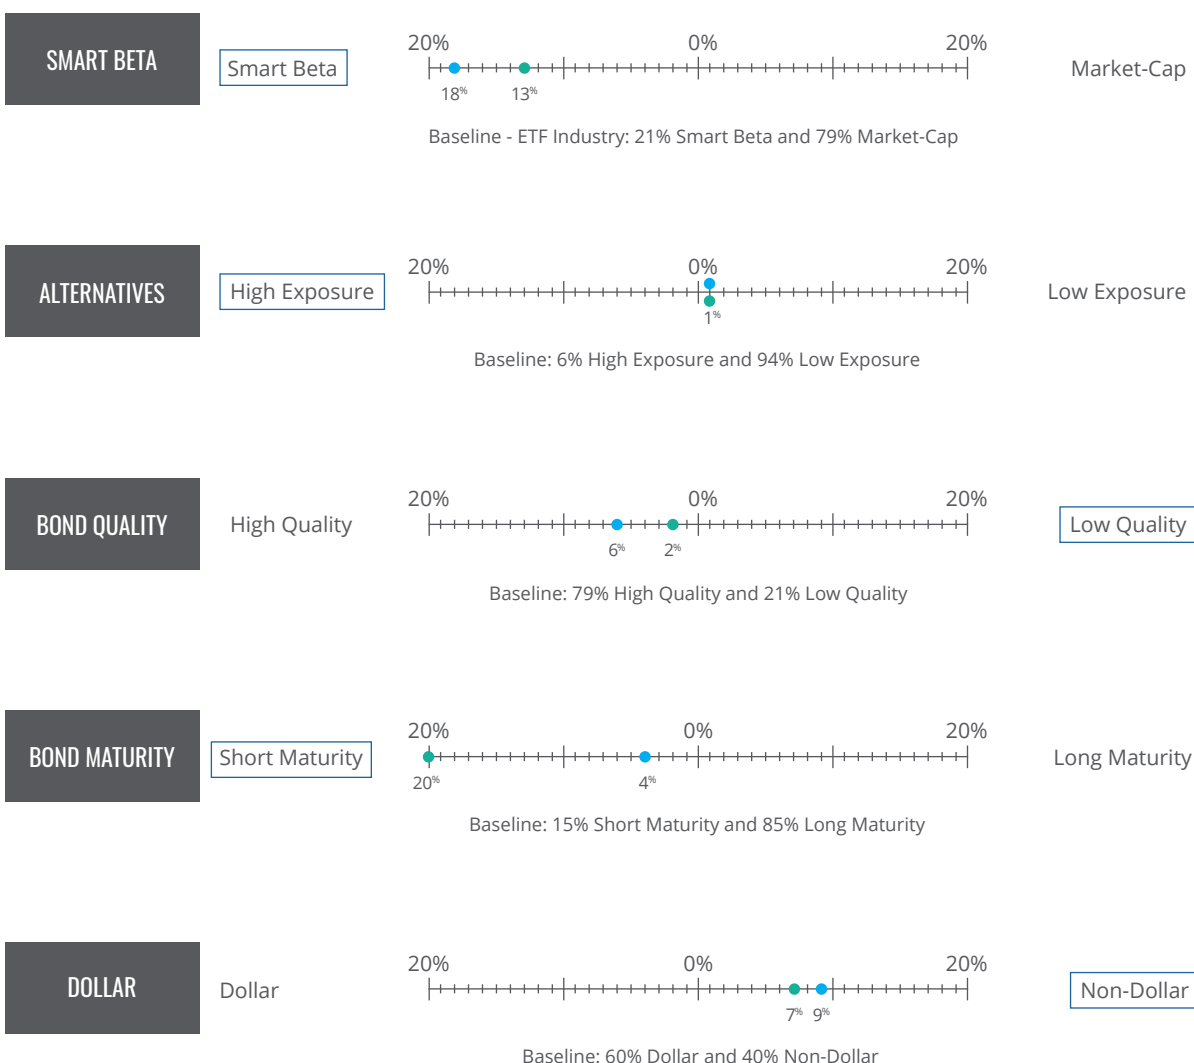 20% 0% 20%
SMART BETA Smart Beta Market-Cap
18% 13%
Baseline - ETF Industry: 21% Smart Beta and 79% Market-Cap
20% 0% 20%
ALTERNATIVES High Exposure Low Exposure
1%
Baseline: 6% High Exposure and 94% Low Exposure
20% 0% 20%
BOND QUALITY High Quality Low Quality
6% 2%
Baseline: 79% High Quality and 21% Low Quality
20% 0% 20%
BOND MATURITY Short Maturity Long Maturity
20% 4%
Baseline: 15% Short Maturity and 85% Long Maturity
20% 0% 20%
DOLLAR Dollar Non-Dollar
7% 9%
Baseline: 60% Dollar and 40% Non-Dollar